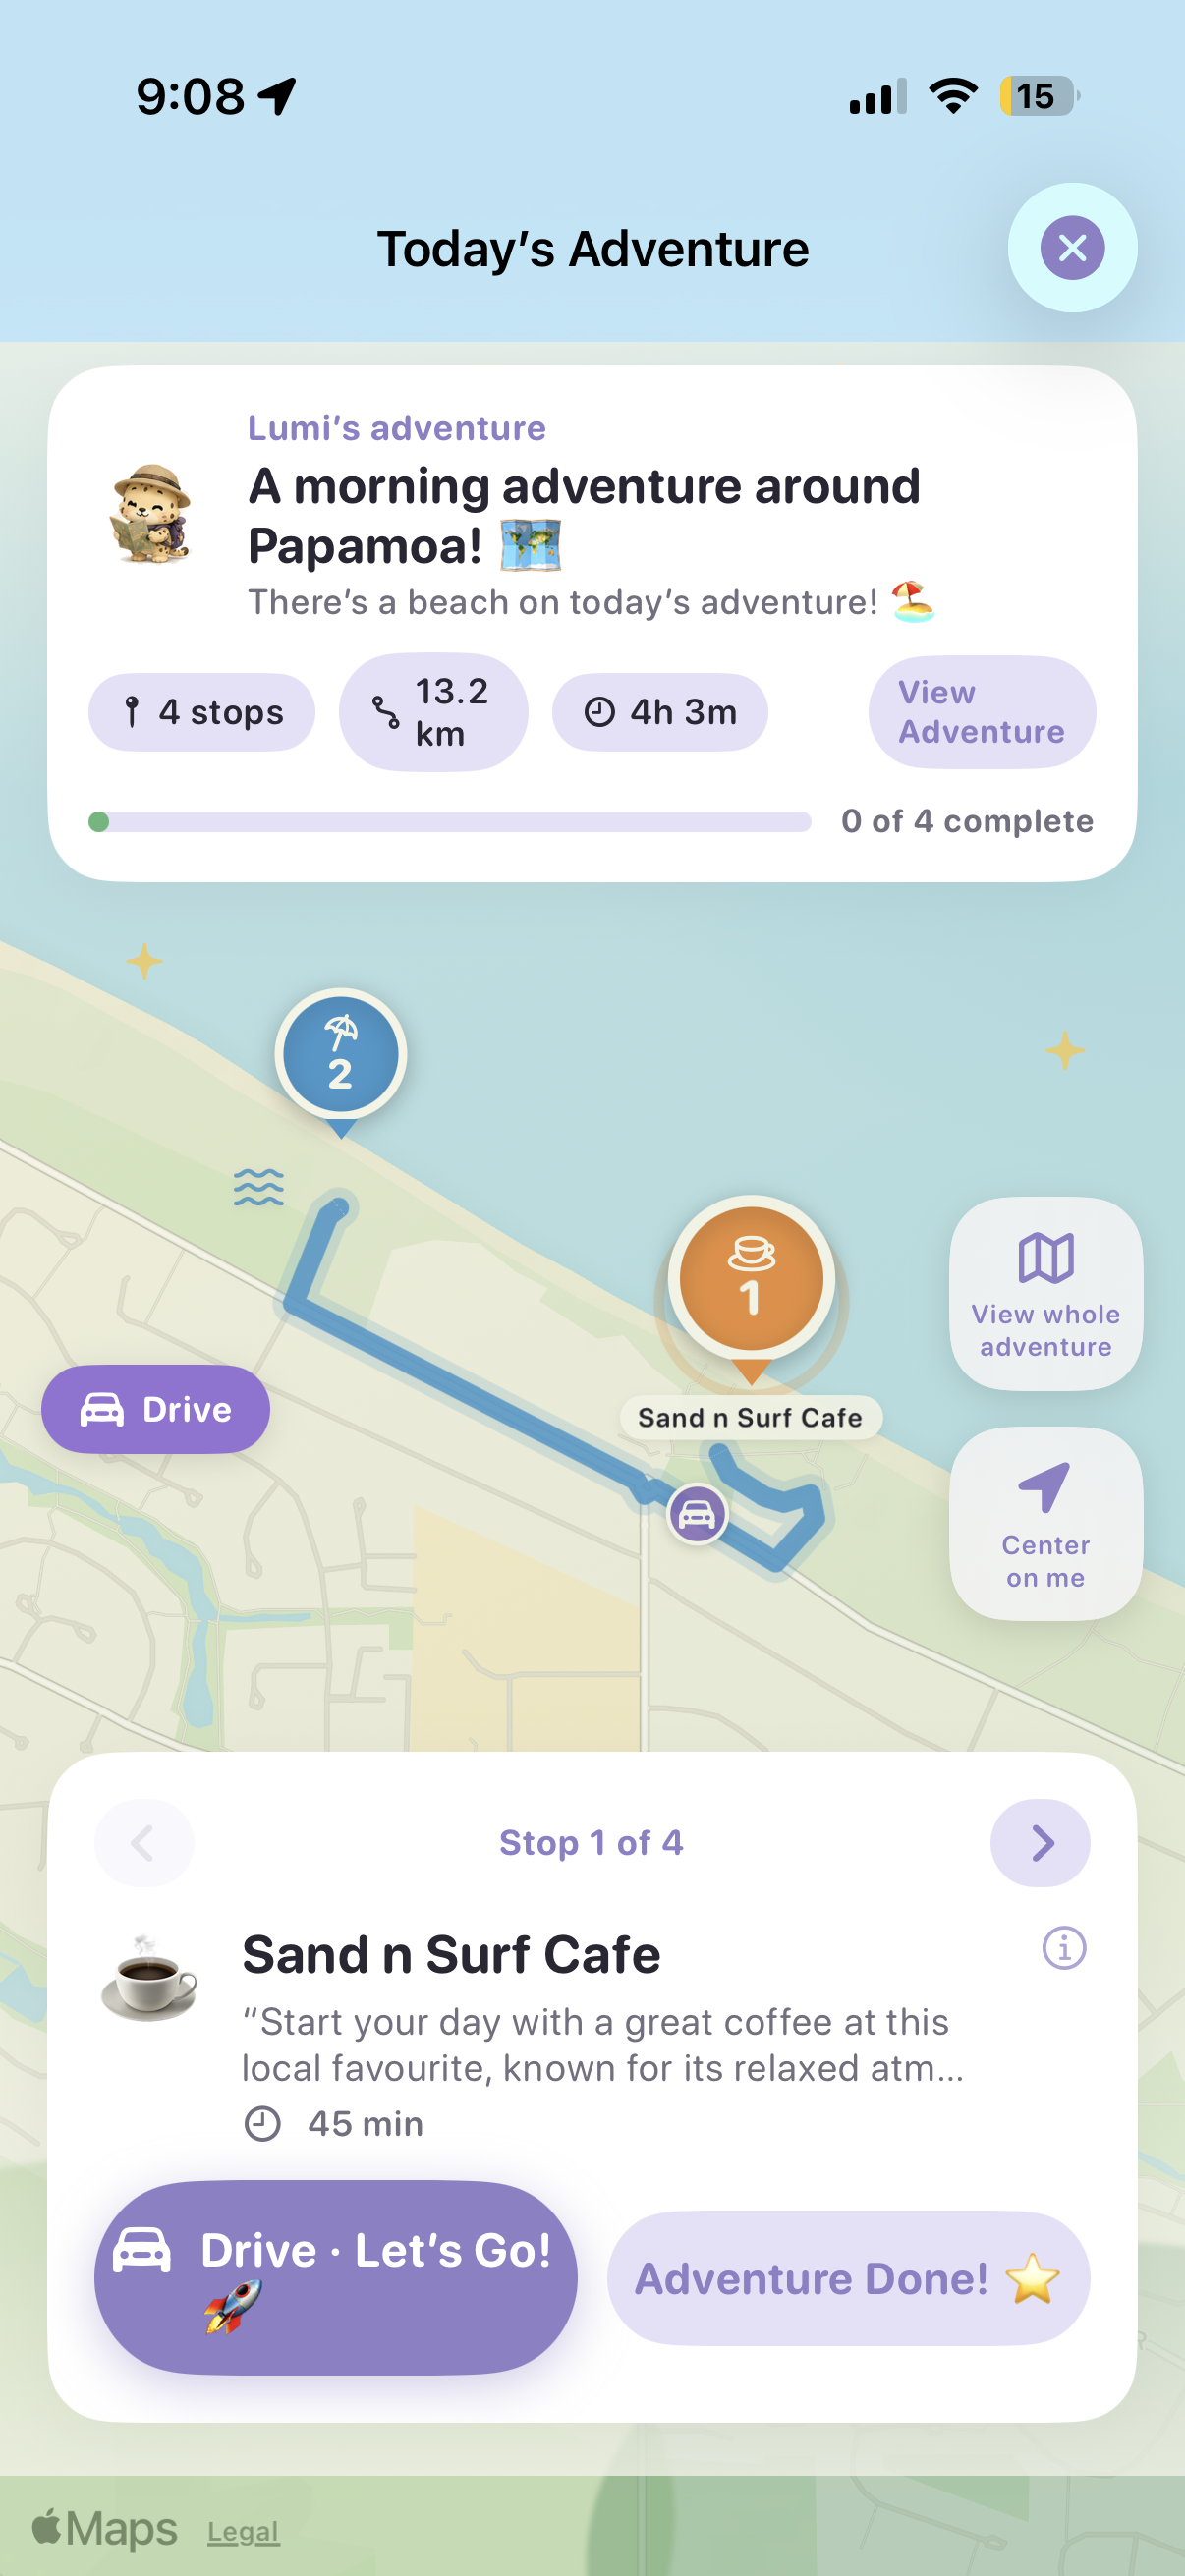 9:08
15
Today's Adventure
Lumi's adventure
A morning adventure around
Papamoa!
There's a beach on today's adventure!
4 stops
13.2
km
4h 3m
View
Adventure
0 of 4 complete
2
1
View whole
adventure
Drive
Sand n Surf Cafe
Center
on me
Stop 1 of 4
Sand n Surf Cafe
“Start your day with a great coffee at this
local favourite, known for its relaxed atm...
45 min
Drive · Let's Go!
Adventure Done!
Maps
Legal